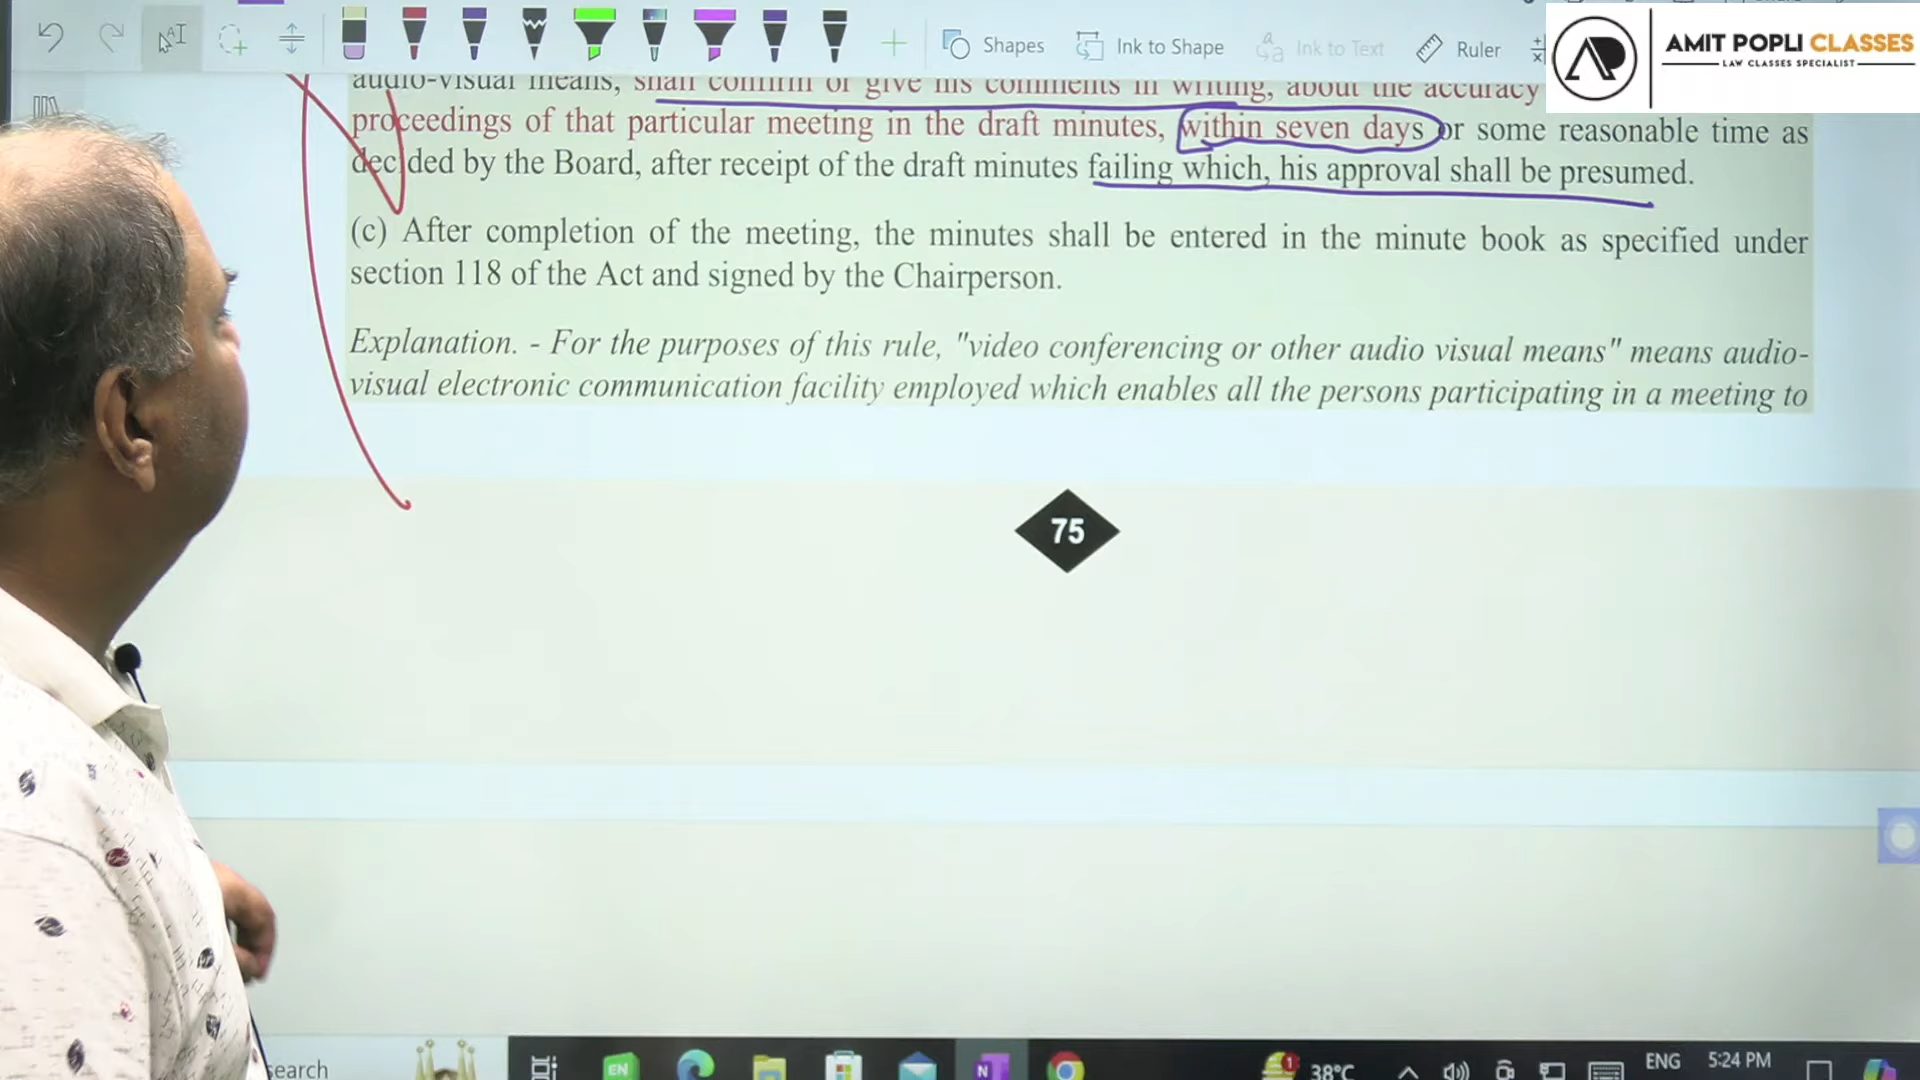 Shapes
Ink to Shape
Ink to Text
Ruler
AMIT POPLI CLASSES
LAW CLASSES SPECIALIST
audio-visual means, shall confirm or give his comments in writing, about the accuracy
proceedings of that particular meeting in the draft minutes, within seven days or some reasonable time as
decided by the Board, after receipt of the draft minutes failing which, his approval shall be presumed.
(c) After completion of the meeting, the minutes shall be entered in the minute book as specified under
section 118 of the Act and signed by the Chairperson.
Explanation. - For the purposes of this rule, "video conferencing or other audio visual means" means audio-
visual electronic communication facility employed which enables all the persons participating in a meeting to
75
search
EN
N
1
38°C
ENG
5:24 PM